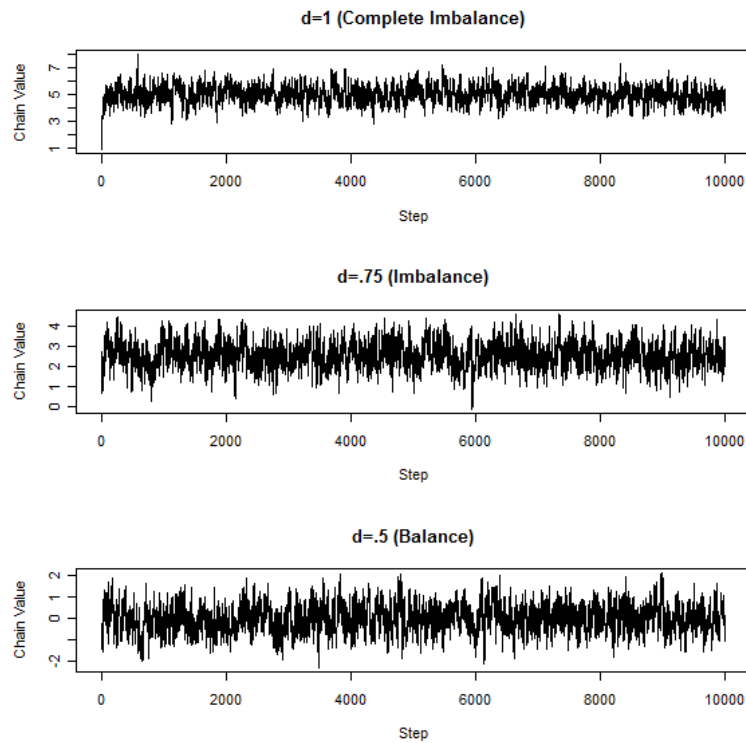 d=1 (Complete Imbalance)
Chain Value
1 3 5 7
0 2000 4000 6000 8000 10000
Step
d=.75 (Imbalance)
Chain Value
0 1 2 3 4
0 2000 4000 6000 8000 10000
Step
d=.5 (Balance)
Chain Value
-2 0 1 2
0 2000 4000 6000 8000 10000
Step